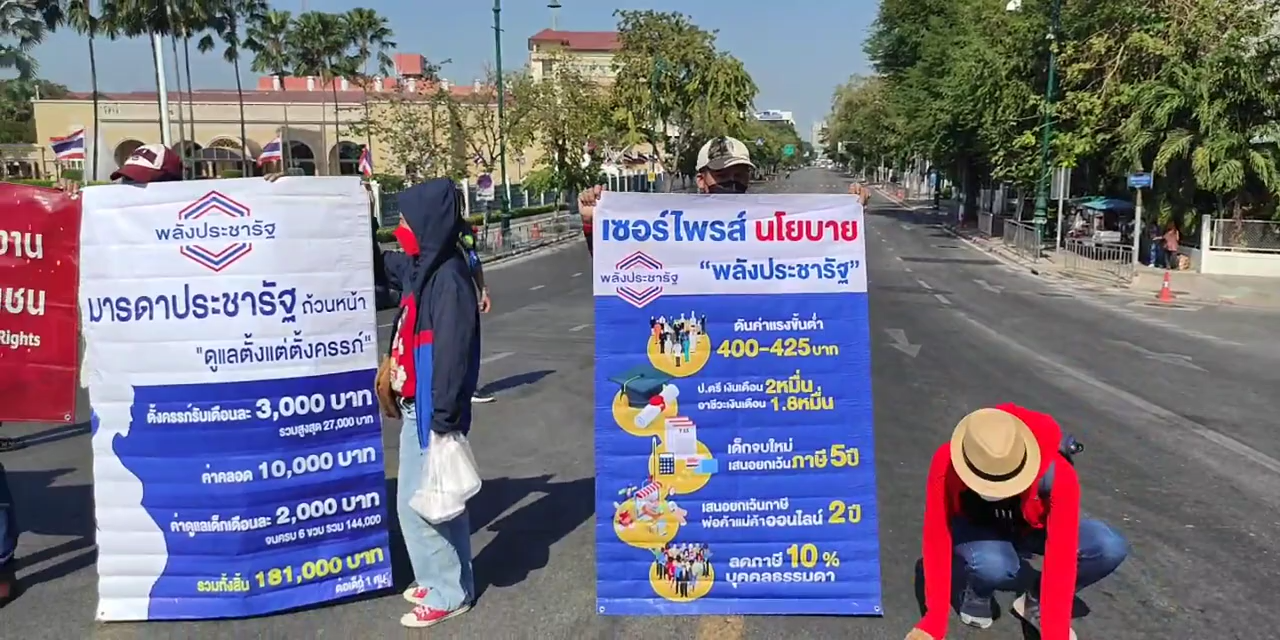 งาน
ชน
Rights
พลังประชารัฐ
มารดาประชารัฐ ถ้วนหน้า
"ดูแลตั้งแต่ตั้งครรภ์"
ตั้งครรภ์รับเดือนละ 3,000 บาท
รวมสูงสุด 27,000 บาท
ค่าคลอด 10,000 บาท
ค่าดูแลเด็กเดือนละ 2,000 บาท
จนครบ 6 ขวบ รวม 144,000
รวมทั้งสิ้น 181,000 บาท
ต่อเด็ก 1 คน
เซอร์ไพรส์ นโยบาย
พลังประชารัฐ
“พลังประชารัฐ”
ดันค่าแรงขั้นต่ำ
400-425 บาท
ป.ตรี เงินเดือน 2หมื่น
อาชีวะเงินเดือน 1.8หมื่น
เด็กจบใหม่
เสนอยกเว้นภาษี 5ปี
เสนอยกเว้นภาษี
พ่อค้าแม่ค้าออนไลน์ 2 ปี
ลดภาษี 10 %
บุคคลธรรมดา